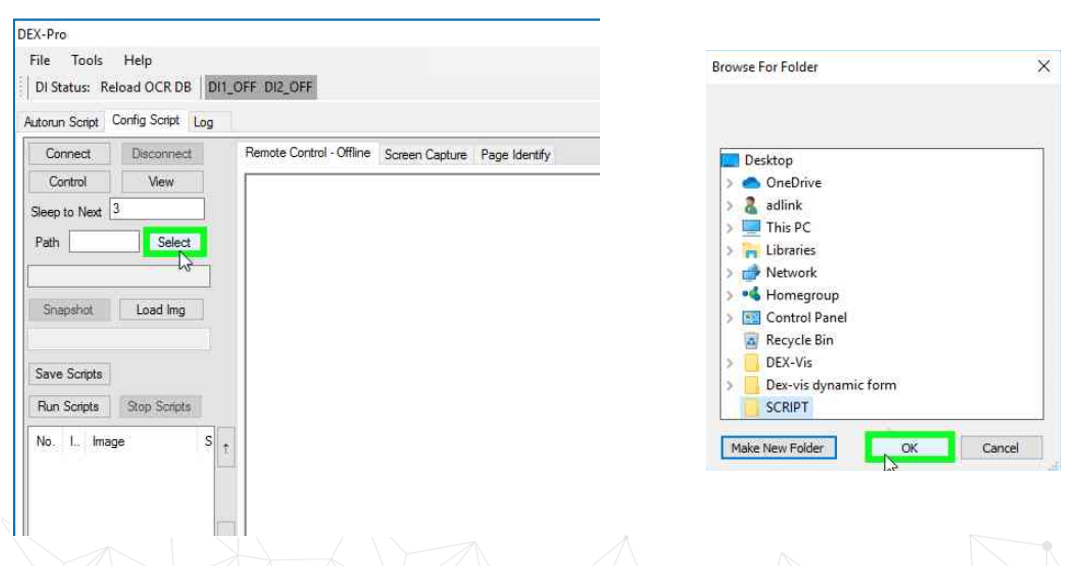 DEX-Pro
File Tools Help
DI Status: Reload OCR DB DI1_OFF DI2_OFF
Autorun Script Config Script Log
Connect Disconnect
Control View
Sleep to Next 3
Path Select
Snapshot Load Img
Save Scripts
Run Scripts Stop Scripts
No. I.. Image S ↑
Remote Control - Offline Screen Capture Page Identify
Browse For Folder
Desktop
OneDrive
adlink
This PC
Libraries
Network
Homegroup
Control Panel
Recycle Bin
DEX-Vis
Dex-vis dynamic form
SCRIPT
Make New Folder OK Cancel